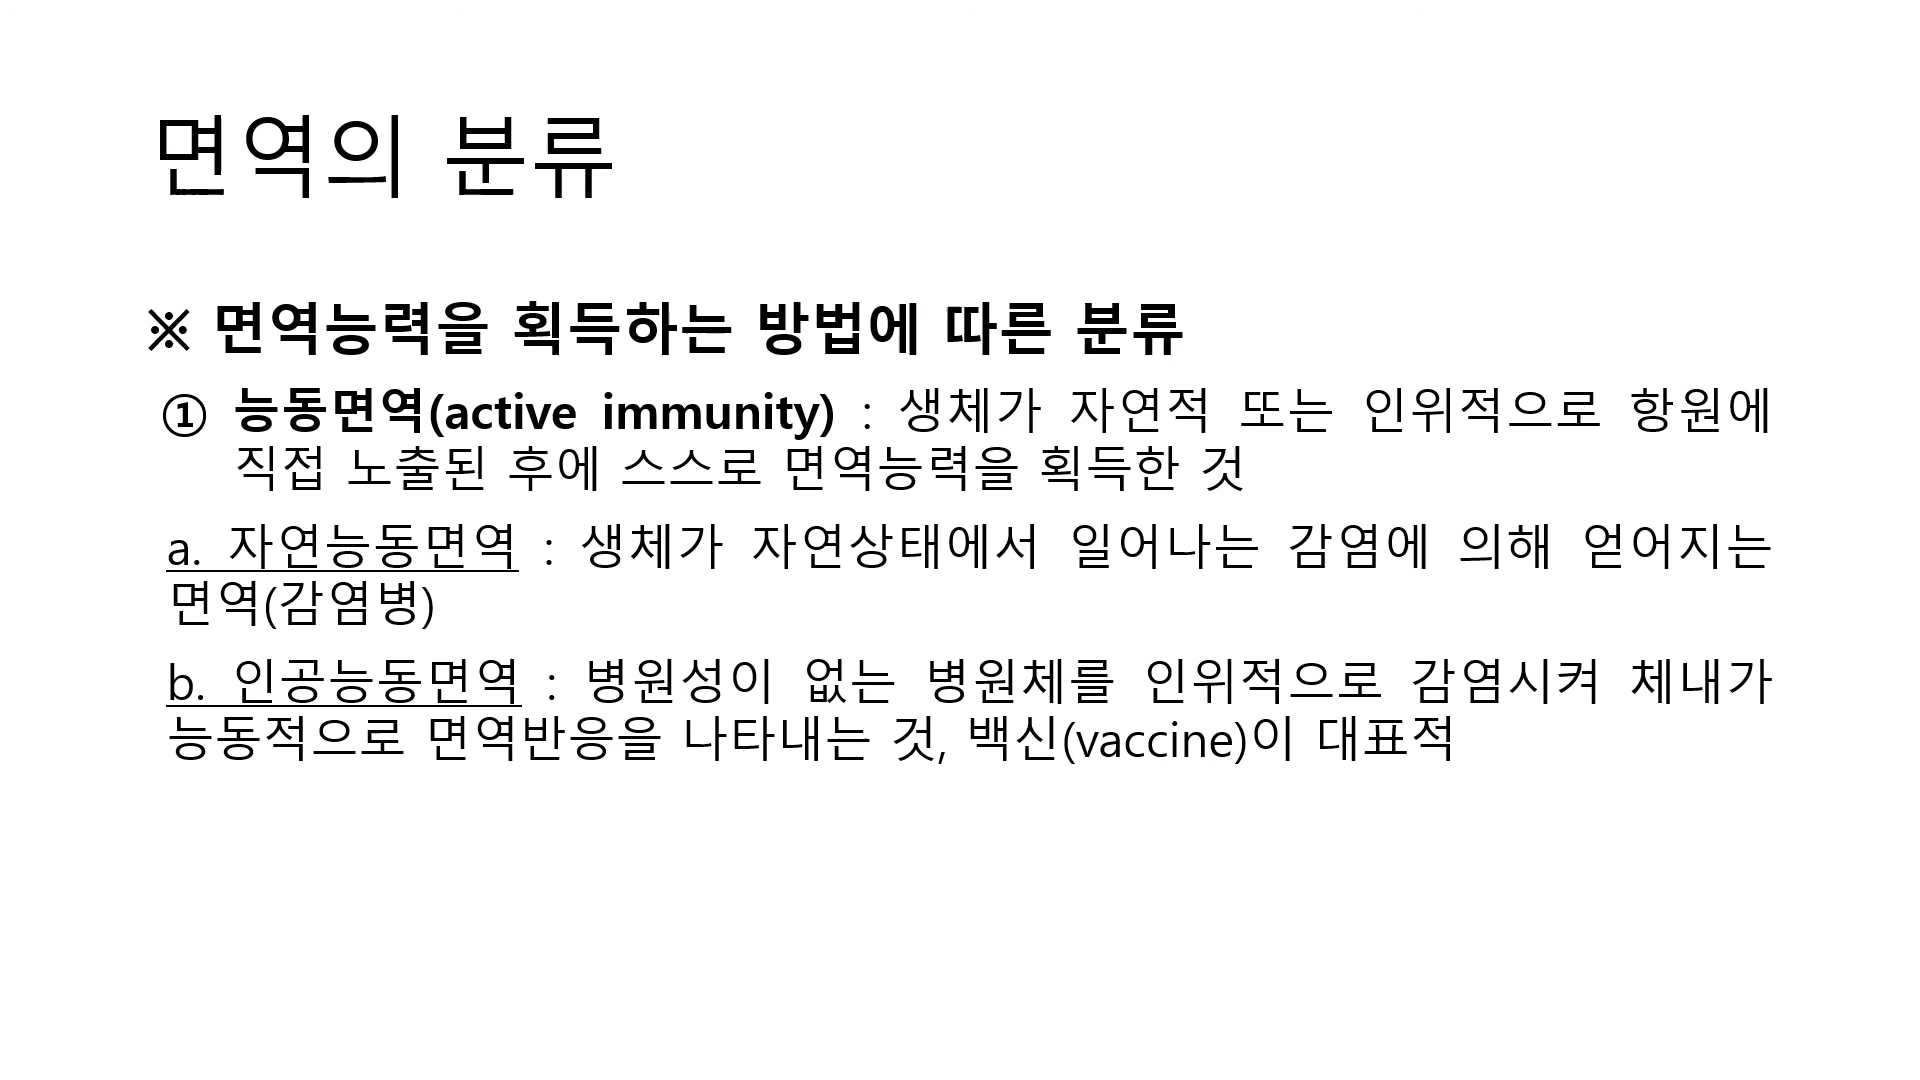 면역의 분류
※ 면역능력을 획득하는 방법에 따른 분류
① 능동면역(active immunity) : 생체가 자연적 또는 인위적으로 항원에
직접 노출된 후에 스스로 면역능력을 획득한 것
a. 자연능동면역 : 생체가 자연상태에서 일어나는 감염에 의해 얻어지는
면역(감염병)
b. 인공능동면역 : 병원성이 없는 병원체를 인위적으로 감염시켜 체내가
능동적으로 면역반응을 나타내는 것, 백신(vaccine)이 대표적